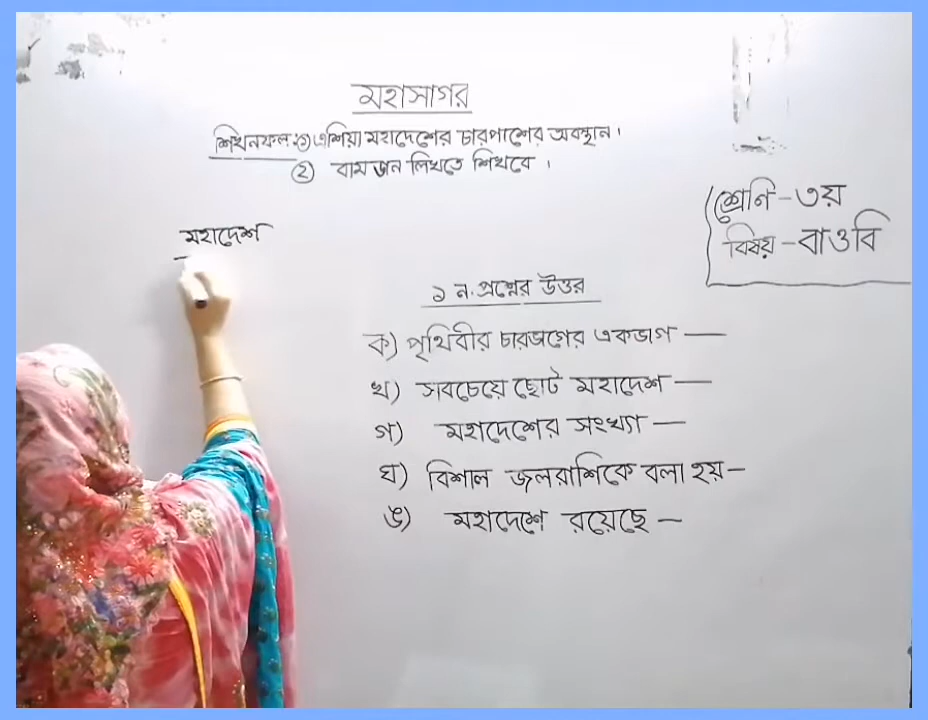 মহাসাগর
শিখনফল: ১) এশিয়া মহাদেশের চারপাশের অবস্থান।
২) বাম ডান লিখতে শিখবে।
শ্রেণি - ৩য়
বিষয় - বাওবি
মহাদেশ
১ ন. প্রশ্নের উত্তর
ক) পৃথিবীর চারভাগের একভাগ —
খ) সবচেয়ে ছোট মহাদেশ —
গ) মহাদেশের সংখ্যা —
ঘ) বিশাল জলরাশিকে বলা হয় -
ঙ) মহাদেশে রয়েছে -